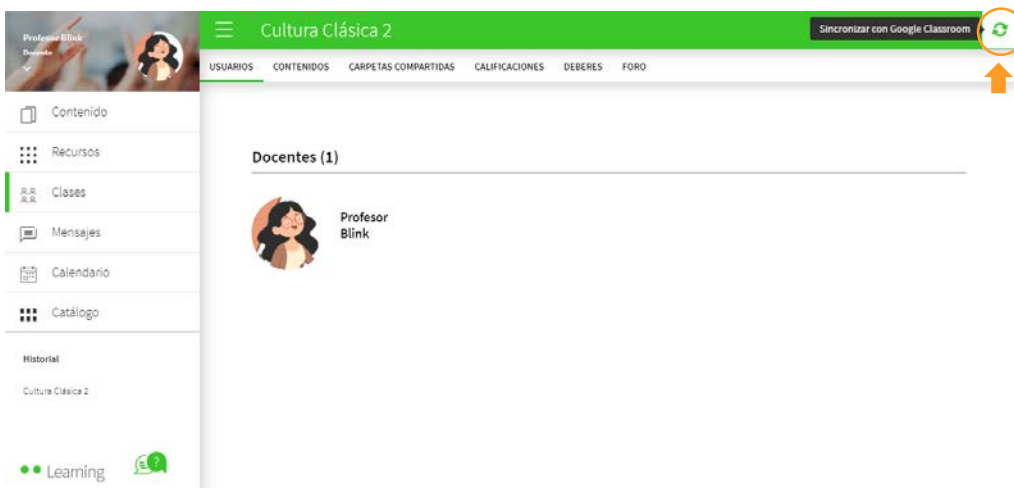 Profesor Blink
Docente
Cultura Clásica 2
Sincronizar con Google Classroom
USUARIOS CONTENIDOS CARPETAS COMPARTIDAS CALIFICACIONES DEBERES FORO
Contenido
Recursos
Clases
Mensajes
Calendario
Catálogo
Historial
Cultura Clásica 2
Learning
?
Docentes (1)
Profesor
Blink